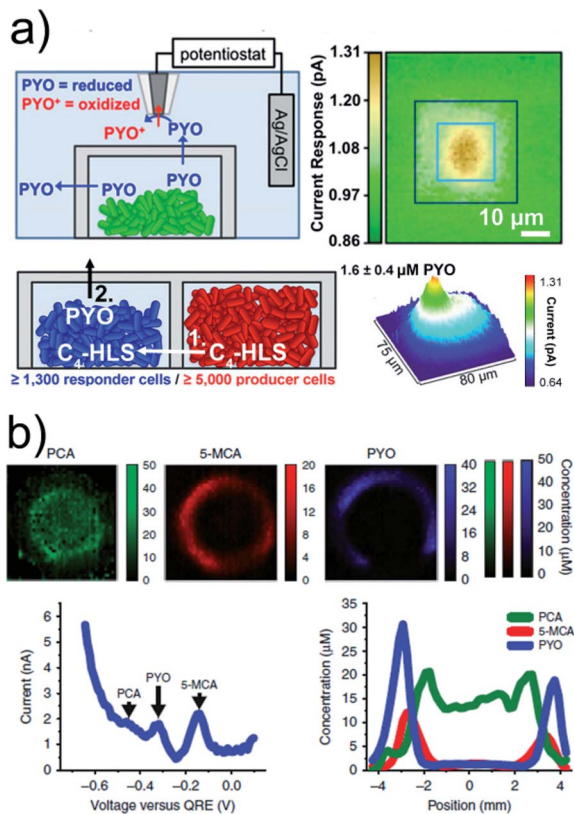 a)
potentiostat
PYO = reduced
PYO⁺ = oxidized
PYO⁺
PYO
Ag/AgCl
PYO
PYO
Current Response (pA)
1.31
1.20
1.08
0.97
0.86
10 µm
2.
PYO
1.
C₄-HLS
C₄-HLS
≥ 1,300 responder cells / ≥ 5,000 producer cells
1.6 ± 0.4 µM PYO
75 µm
80 µm
1.31
0.64
Current (pA)
b)
PCA
5-MCA
PYO
50
40
30
20
10
0
20
16
12
8
4
0
40
32
24
16
8
0
50
40
30
20
10
0
Concentration (µM)
Current (nA)
6
5
4
3
2
1
0
PCA
PYO
5-MCA
–0.6
–0.4
–0.2
0.0
Voltage versus QRE (V)
Concentration (µM)
35
30
25
20
15
10
5
0
PCA
5-MCA
PYO
–4
–2
0
2
4
Position (mm)